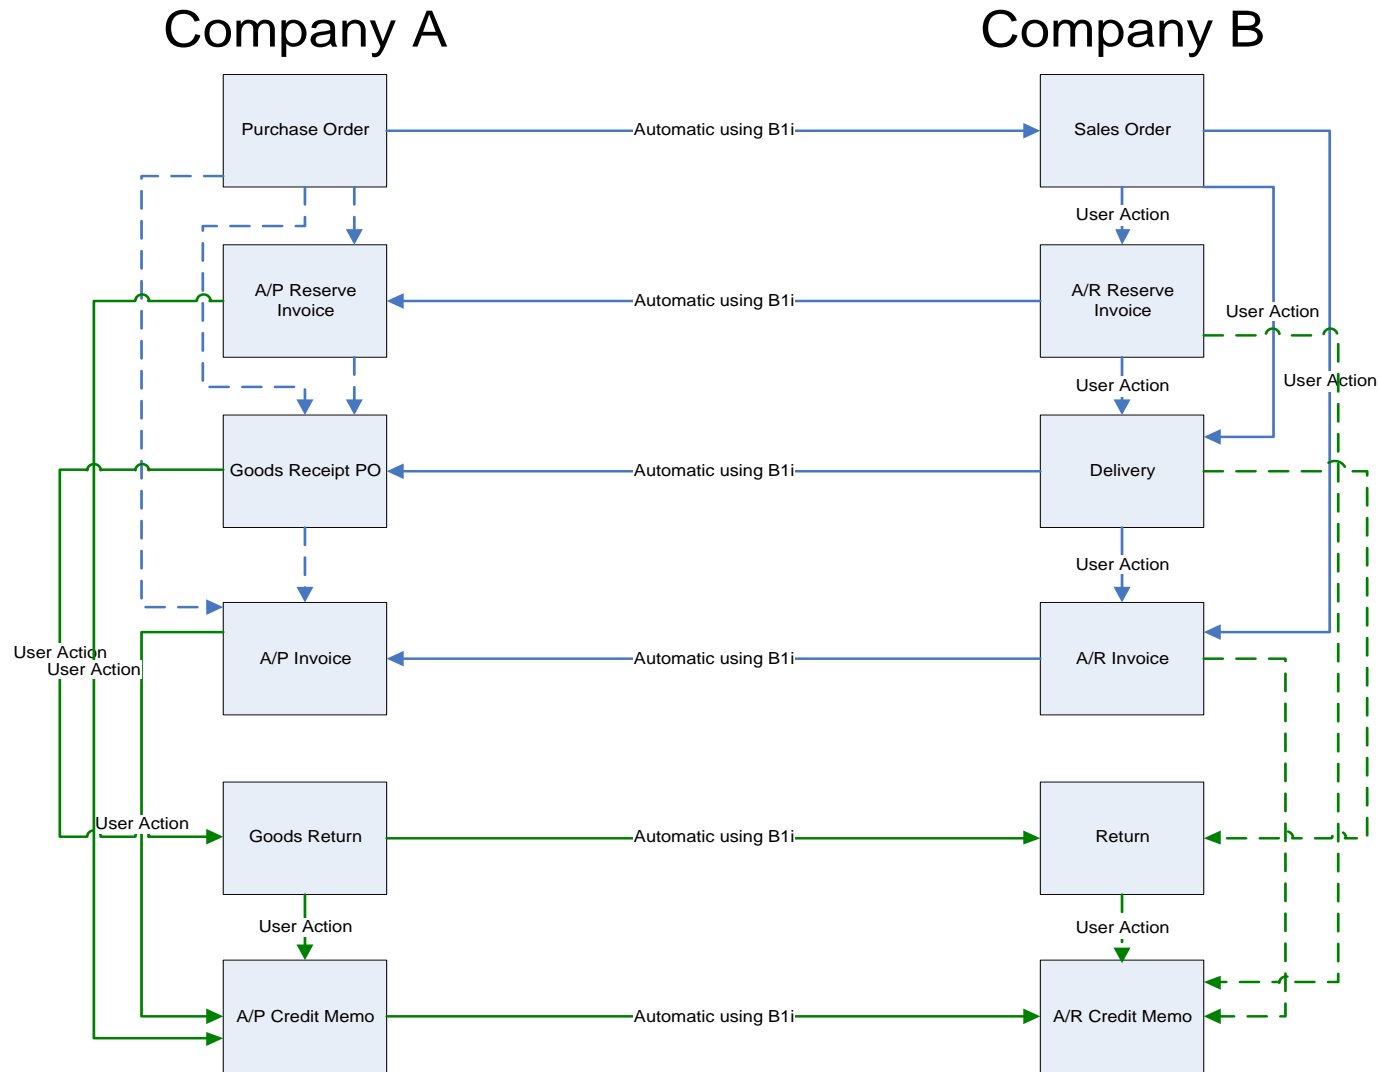 Company A
Company B
Purchase Order
Automatic using B1i
Sales Order
User Action
A/P Reserve
Invoice
Automatic using B1i
A/R Reserve
Invoice
User Action
User Action
User Action
Goods Receipt PO
Automatic using B1i
Delivery
User Action
User Action
User Action
A/P Invoice
Automatic using B1i
A/R Invoice
User Action
Goods Return
Automatic using B1i
Return
User Action
User Action
A/P Credit Memo
Automatic using B1i
A/R Credit Memo